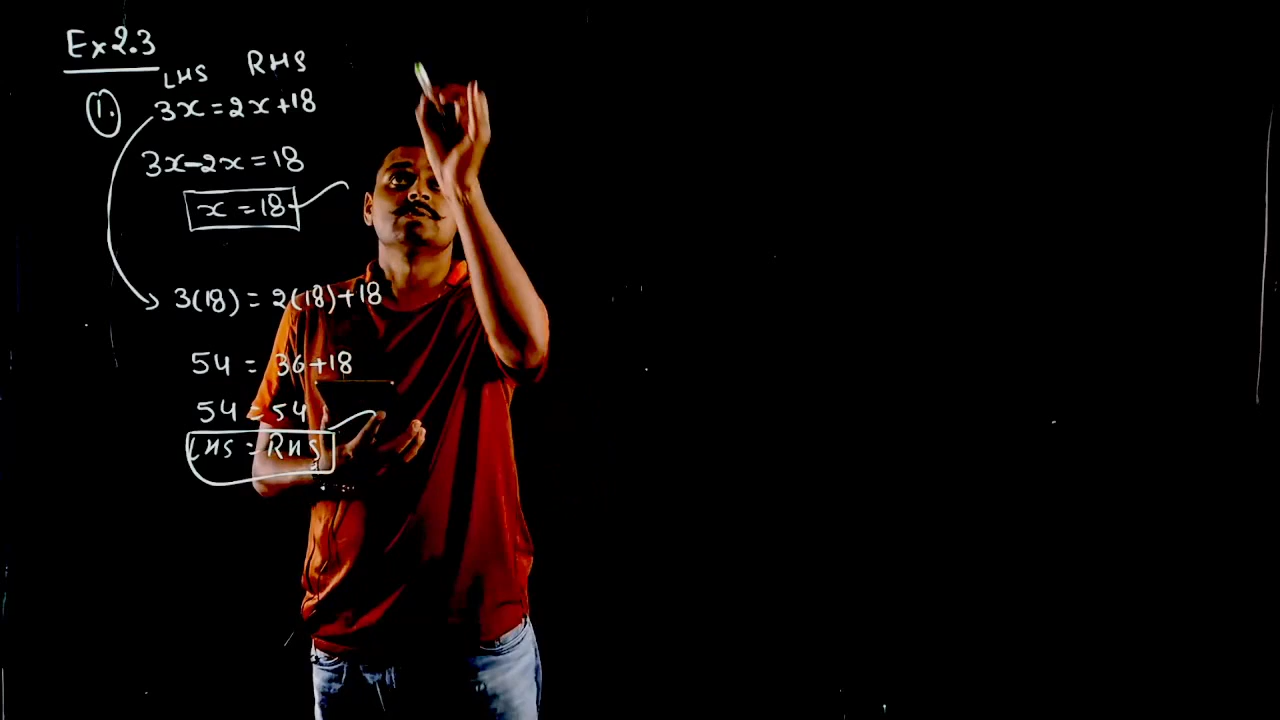 Ex 2.3
LHS RHS
1. 3x = 2x + 18
3x - 2x = 18
x = 18
3(18) = 2(18) + 18
54 = 36 + 18
54 = 54
LHS = RHS